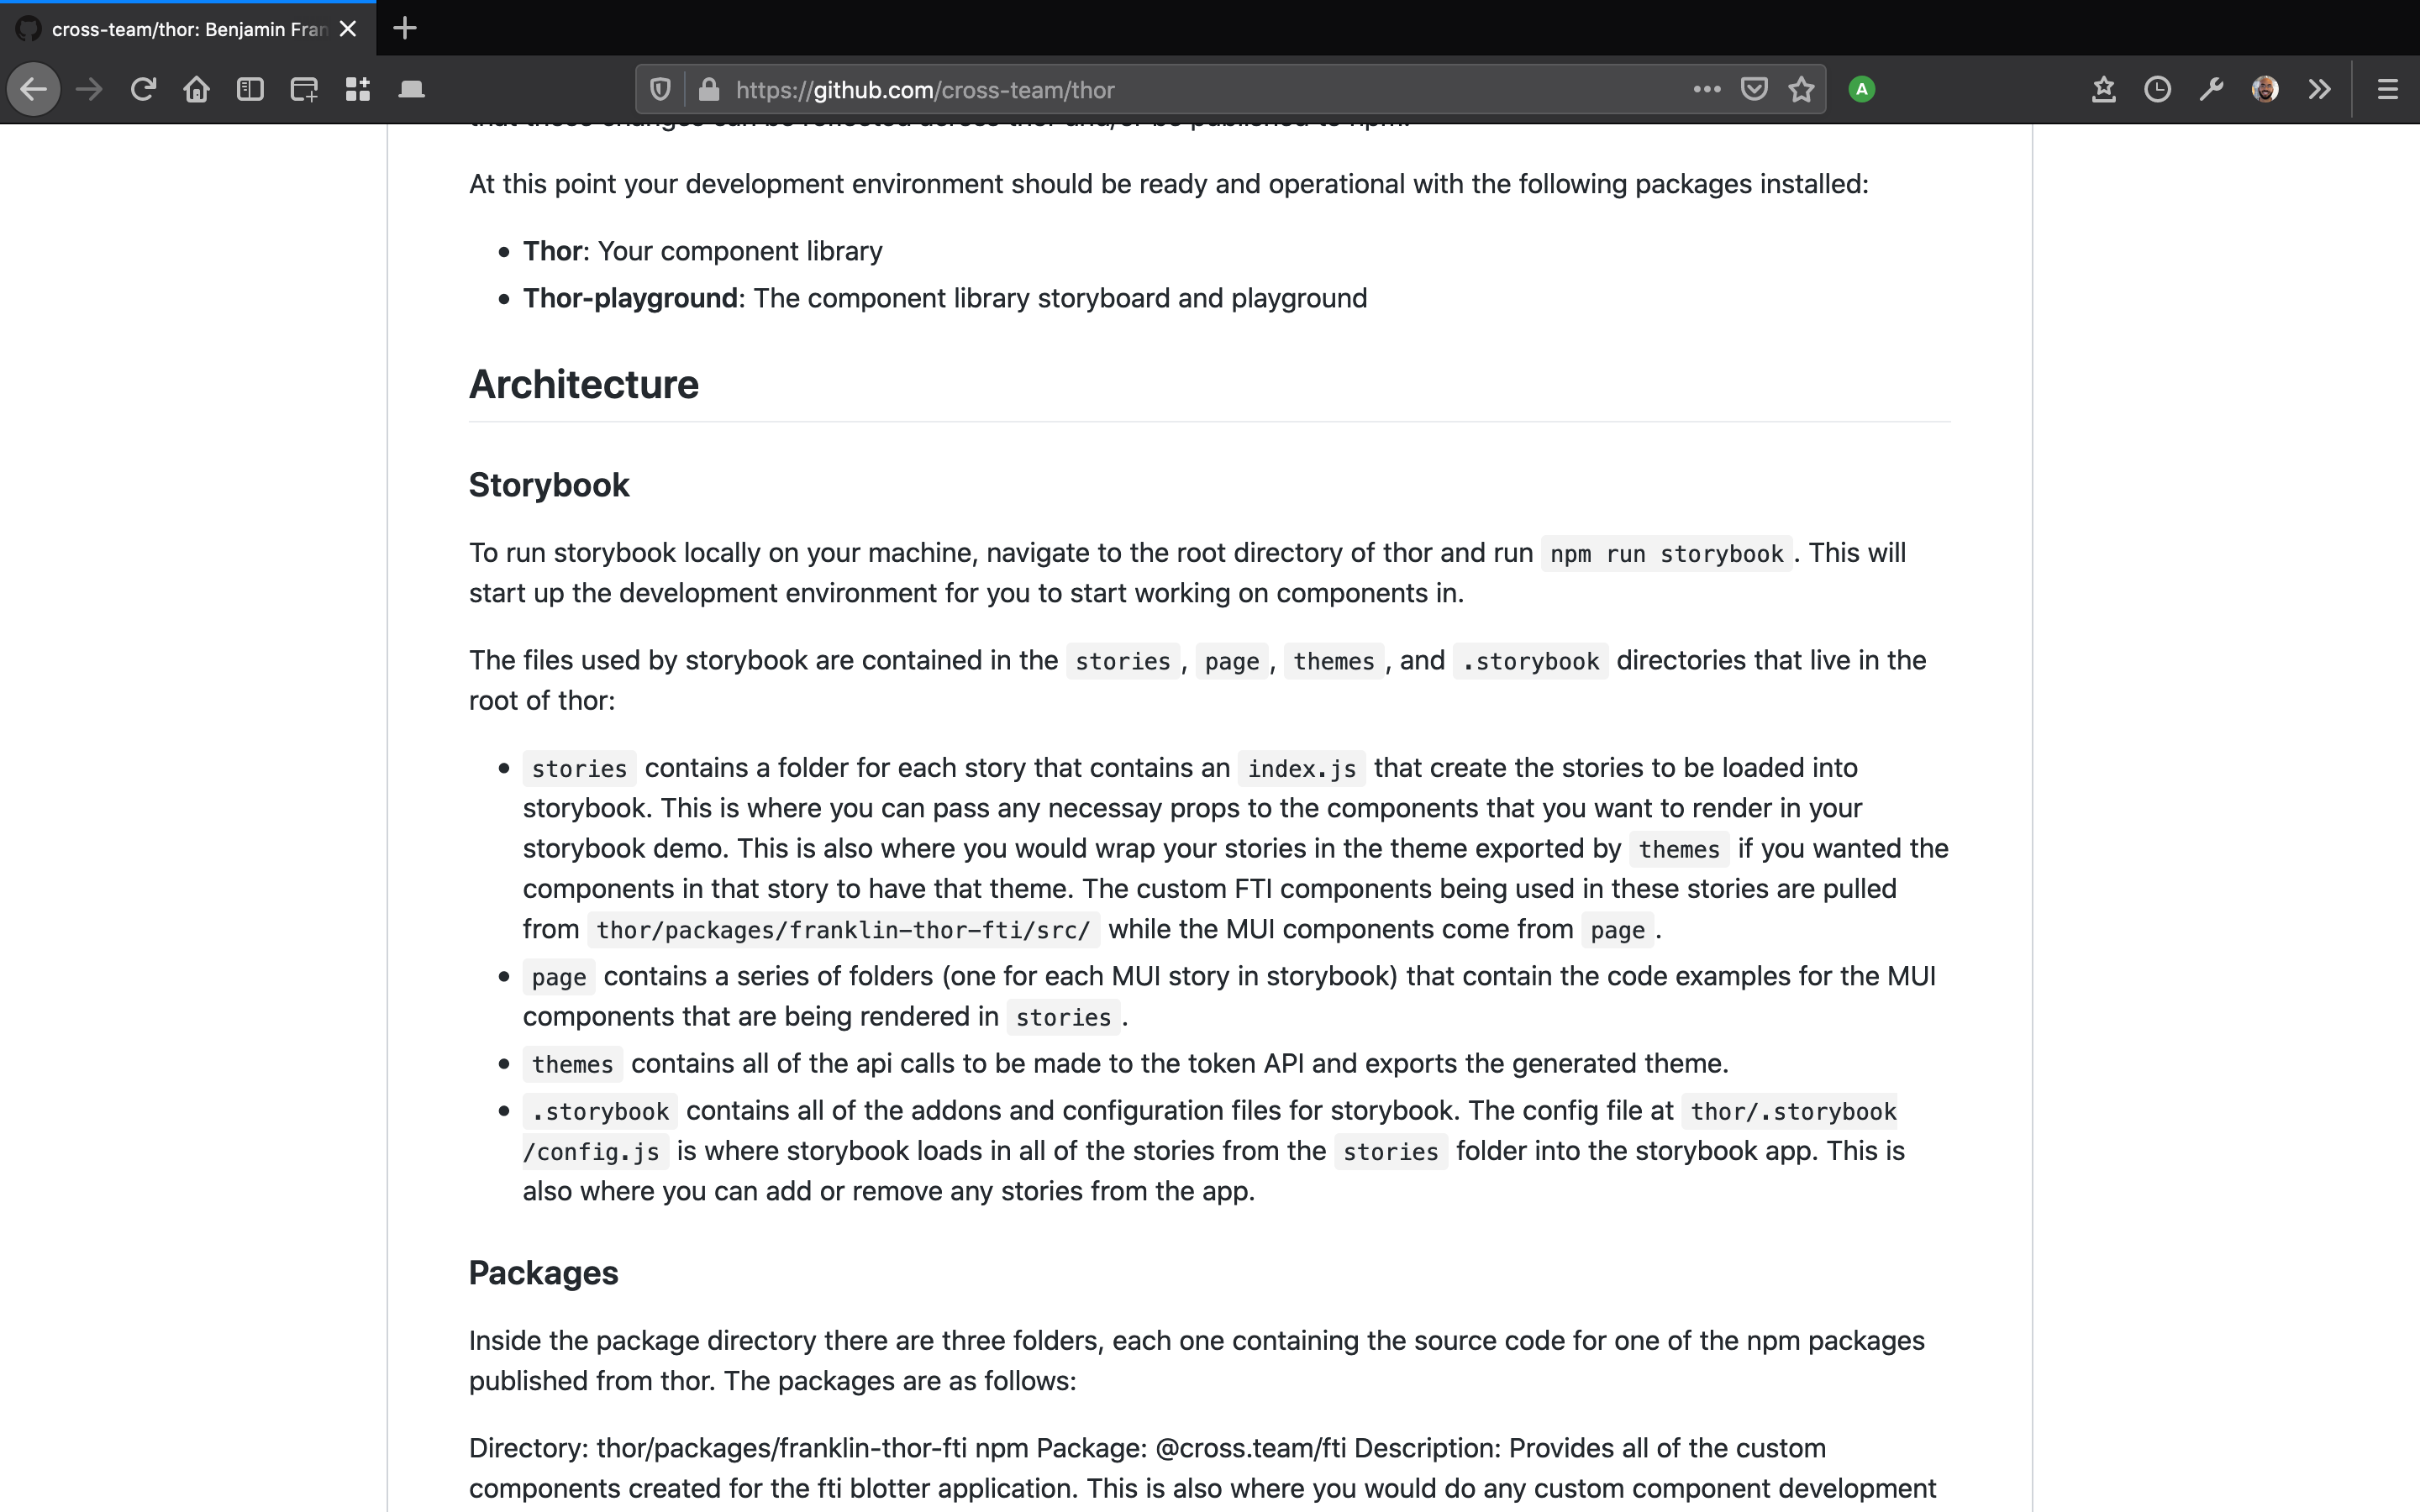 cross-team/thor: Benjamin Fran
https://github.com/cross-team/thor
A
that these changes can be reflected across thor and/or be published to npm.
At this point your development environment should be ready and operational with the following packages installed:
Thor: Your component library
Thor-playground: The component library storyboard and playground
Architecture
Storybook
To run storybook locally on your machine, navigate to the root directory of thor and run npm run storybook. This will
start up the development environment for you to start working on components in.
The files used by storybook are contained in the stories, page, themes, and .storybook directories that live in the
root of thor:
stories contains a folder for each story that contains an index.js that create the stories to be loaded into
storybook. This is where you can pass any necessay props to the components that you want to render in your
storybook demo. This is also where you would wrap your stories in the theme exported by themes if you wanted the
components in that story to have that theme. The custom FTI components being used in these stories are pulled
from thor/packages/franklin-thor-fti/src/ while the MUI components come from page.
page contains a series of folders (one for each MUI story in storybook) that contain the code examples for the MUI
components that are being rendered in stories.
themes contains all of the api calls to be made to the token API and exports the generated theme.
.storybook contains all of the addons and configuration files for storybook. The config file at thor/.storybook
/config.js is where storybook loads in all of the stories from the stories folder into the storybook app. This is
also where you can add or remove any stories from the app.
Packages
Inside the package directory there are three folders, each one containing the source code for one of the npm packages
published from thor. The packages are as follows:
Directory: thor/packages/franklin-thor-fti npm Package: @cross.team/fti Description: Provides all of the custom
components created for the fti blotter application. This is also where you would do any custom component development